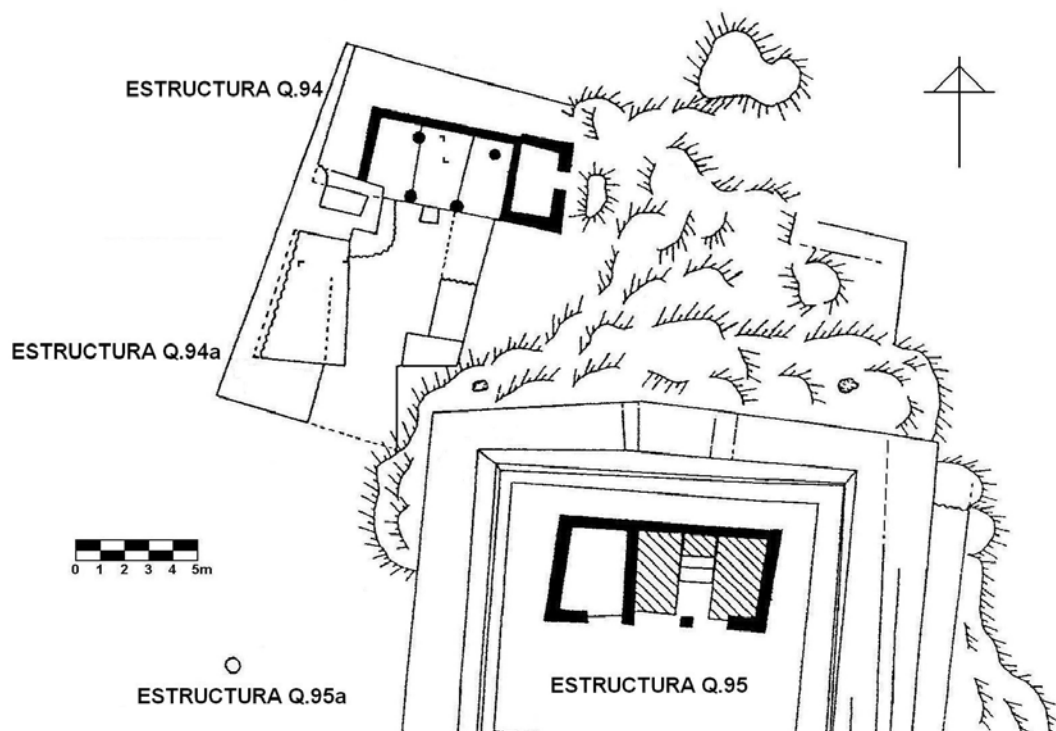 ESTRUCTURA Q.94
ESTRUCTURA Q.94a
0 1 2 3 4 5m
ESTRUCTURA Q.95a
ESTRUCTURA Q.95